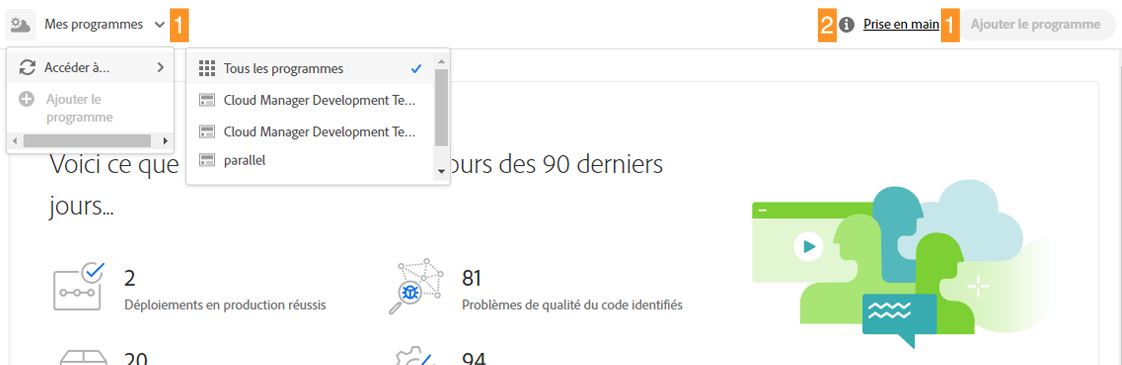 Mes programmes 1 2 Prise en main 1 Ajouter le programme
Accéder à...
Ajouter le
programme
Tous les programmes
Cloud Manager Development Te...
Cloud Manager Development Te...
parallel
Voici ce que ours des 90 derniers
jours...
2
Déploiements en production réussis
81
Problèmes de qualité du code identifiés
20
94